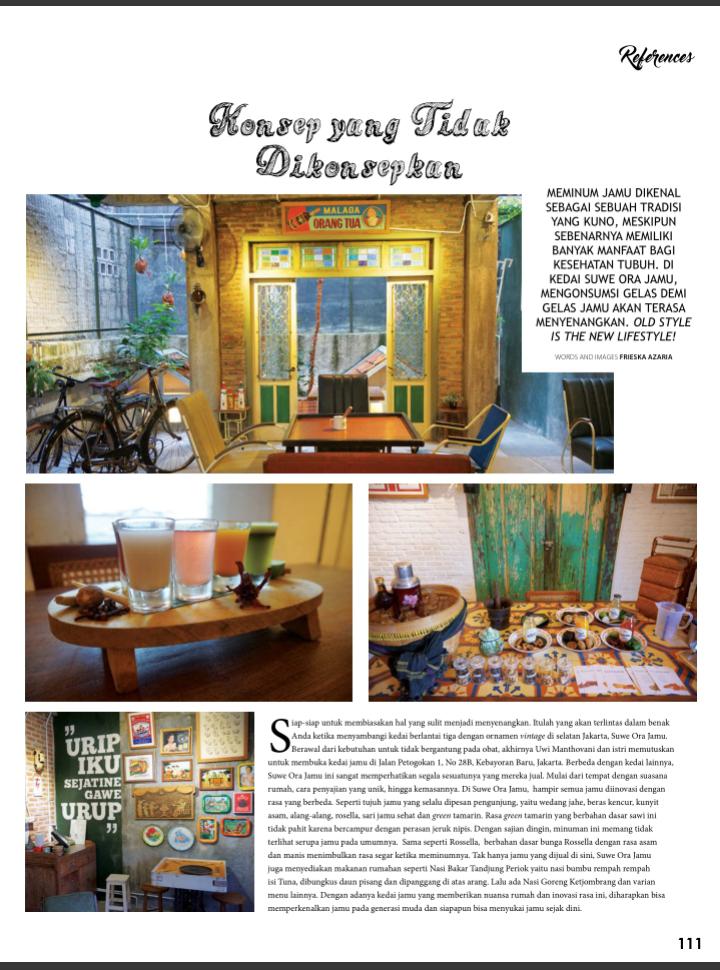 References
Konsep yang Tidak
Dikonsepkan
MEMINUM JAMU DIKENAL
SEBAGAI SEBUAH TRADISI
YANG KUNO, MESKIPUN
SEBENARNYA MEMILIKI
BANYAK MANFAAT BAGI
KESEHATAN TUBUH. DI
KEDAI SUWE ORA JAMU,
MENGONSUMSI GELAS DEMI
GELAS JAMU AKAN TERASA
MENYENANGKAN. OLD STYLE
IS THE NEW LIFESTYLE!
WORDS AND IMAGES FRIESKA AZARIA
MALAGA
ORANG TUA
"URIP
IKU
SEJATINE
GAWE
URUP
"
Siap-siap untuk membiasakan hal yang sulit menjadi menyenangkan. Itulah yang akan terlintas dalam benak
Anda ketika menyambangi kedai berlantai tiga dengan ornamen vintage di selatan Jakarta, Suwe Ora Jamu.
Berawal dari kebutuhan untuk tidak bergantung pada obat, akhirnya Uwi Manthovani dan istri memutuskan
untuk membuka kedai jamu di Jalan Petogokan 1, No 28B, Kebayoran Baru, Jakarta. Berbeda dengan kedai lainnya,
Suwe Ora Jamu ini sangat memperhatikan segala sesuatunya yang mereka jual. Mulai dari tempat dengan suasana
rumah, cara penyajian yang unik, hingga kemasannya. Di Suwe Ora Jamu, hampir semua jamu diinovasi dengan
rasa yang berbeda. Seperti tujuh jamu yang selalu dipesan pengunjung, yaitu wedang jahe, beras kencur, kunyit
asam, alang-alang, rosella, sari jamu sehat dan green tamarin. Rasa green tamarin yang berbahan dasar sawi ini
tidak pahit karena bercampur dengan perasan jeruk nipis. Dengan sajian dingin, minuman ini memang tidak
terlihat serupa jamu pada umumnya. Sama seperti Rossella, berbahan dasar bunga Rossella dengan rasa asam
dan manis menimbulkan rasa segar ketika meminumnya. Tak hanya jamu yang dijual di sini, Suwe Ora Jamu
juga menyediakan makanan rumahan seperti Nasi Bakar Tandjung Periok yaitu nasi bumbu rempah rempah
isi Tuna, dibungkus daun pisang dan dipanggang di atas arang. Lalu ada Nasi Goreng Ketjombrang dan varian
menu lainnya. Dengan adanya kedai jamu yang memberikan nuansa rumah dan inovasi rasa ini, diharapkan bisa
memperkenalkan jamu pada generasi muda dan siapapun bisa menyukai jamu sejak dini.
111